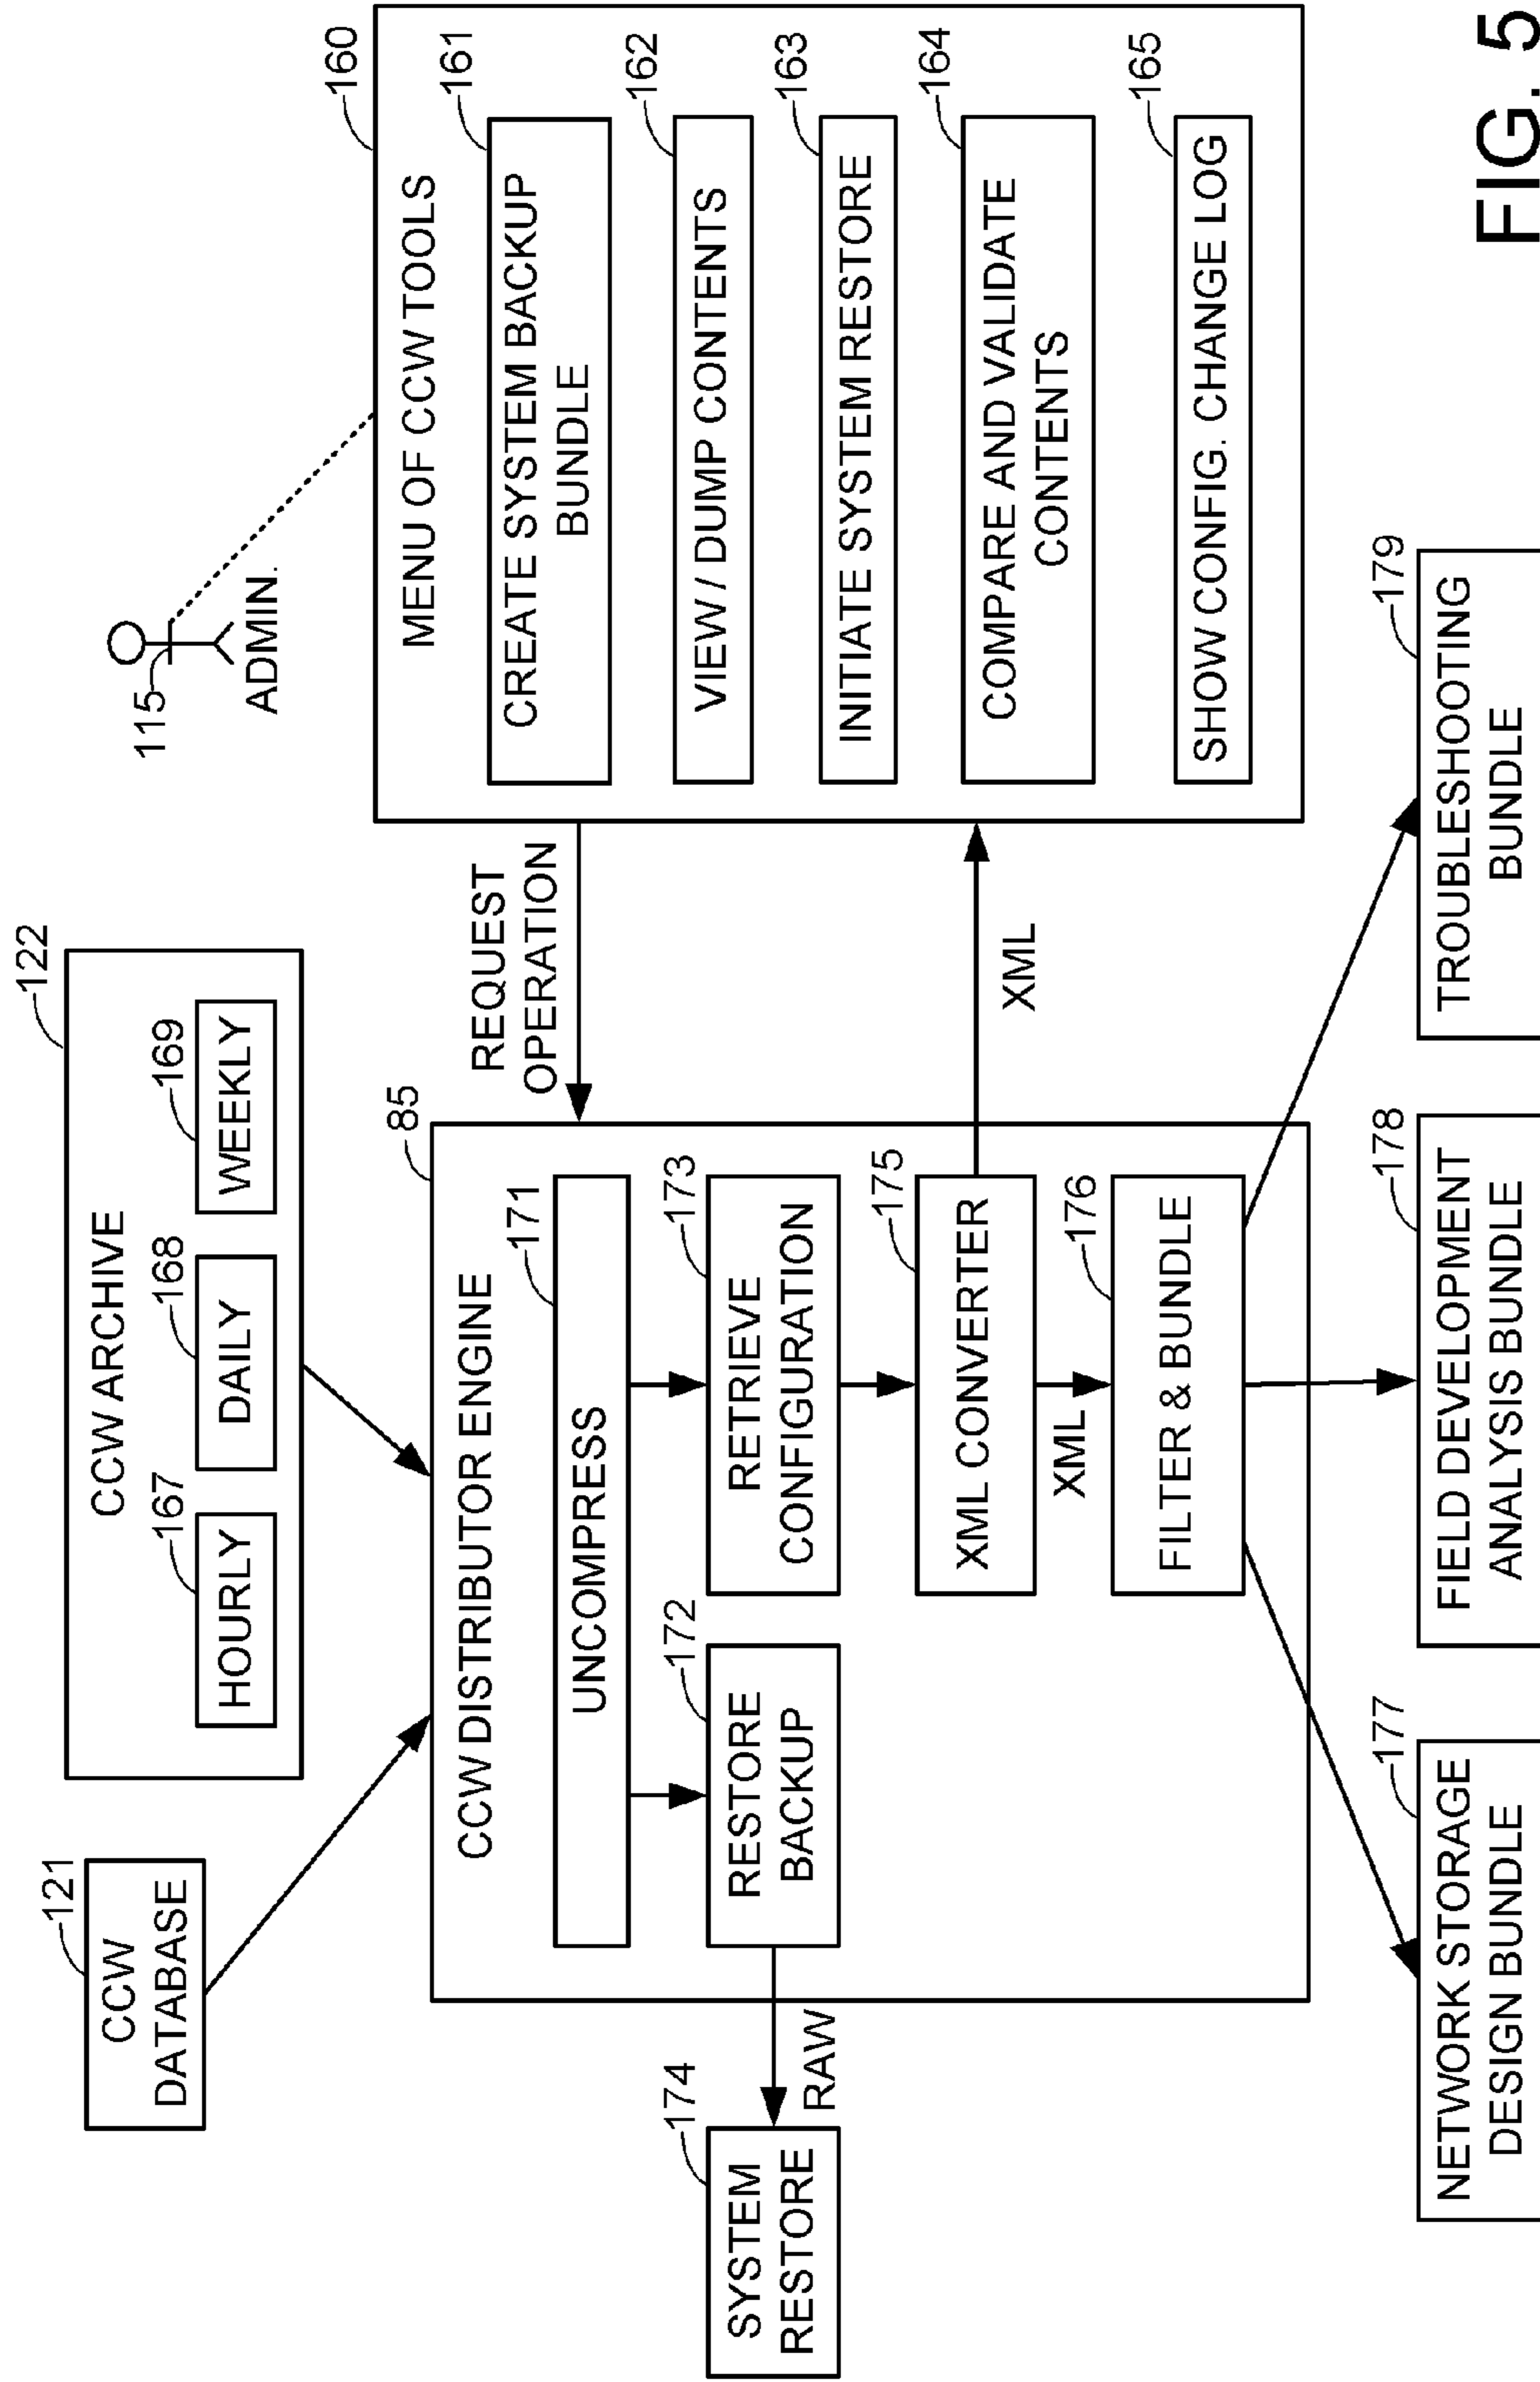 122
CCW ARCHIVE
167
168
169
HOURLY
DAILY
WEEKLY
121
CCW
DATABASE
115
ADMIN.
160
MENU OF CCW TOOLS
161
CREATE SYSTEM BACKUP
BUNDLE
162
VIEW / DUMP CONTENTS
163
INITIATE SYSTEM RESTORE
164
COMPARE AND VALIDATE
CONTENTS
165
SHOW CONFIG. CHANGE LOG
REQUEST
OPERATION
XML
85
CCW DISTRIBUTOR ENGINE
171
UNCOMPRESS
172
RESTORE
BACKUP
173
RETRIEVE
CONFIGURATION
174
SYSTEM
RESTORE
RAW
175
XML CONVERTER
XML
176
FILTER & BUNDLE
177
NETWORK STORAGE
DESIGN BUNDLE
178
FIELD DEVELOPMENT
ANALYSIS BUNDLE
179
TROUBLESHOOTING
BUNDLE
FIG. 5